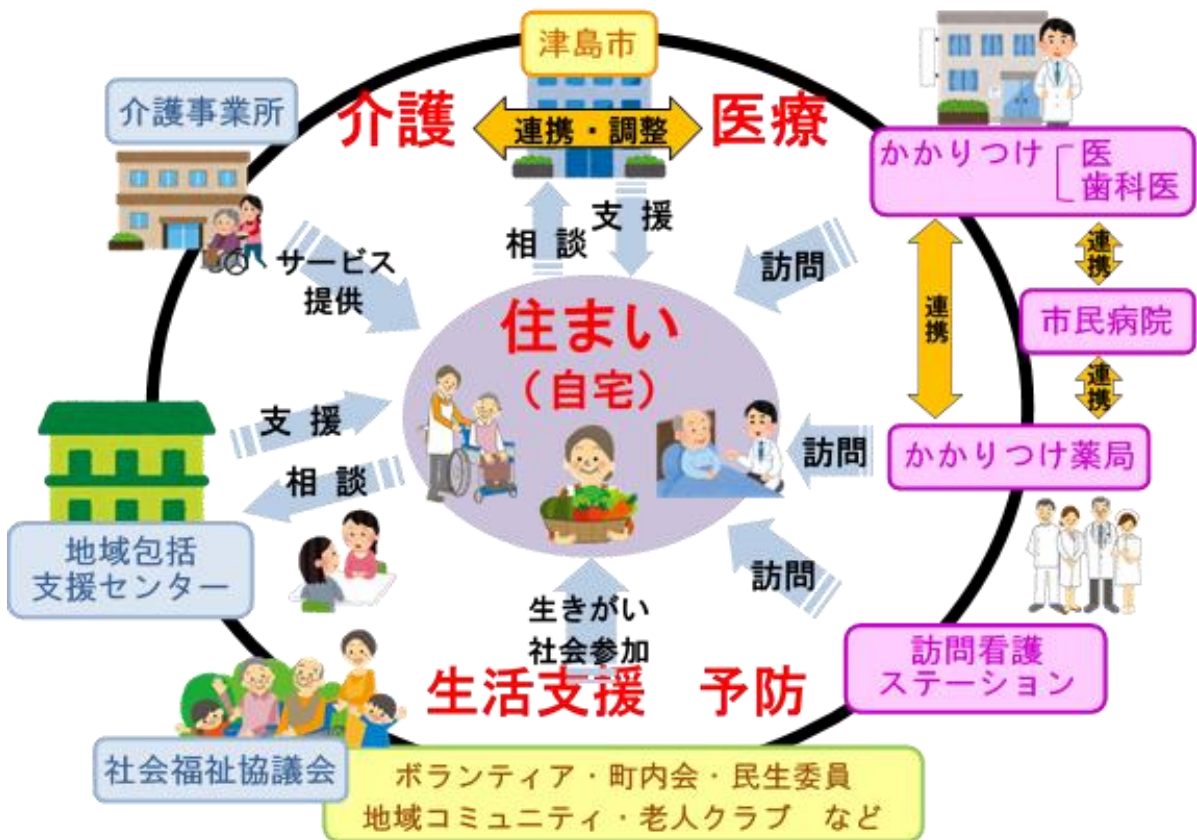 津島市
介護事業所
介護
連携・調整
医療
かかりつけ
医
歯科医
サービス
提供
相談
支援
訪問
連携
連携
市民病院
連携
住まい
(自宅)
支援
相談
訪問
かかりつけ薬局
地域包括
支援センター
訪問
生きがい
社会参加
訪問看護
ステーション
生活支援
予防
社会福祉協議会
ボランティア・町内会・民生委員
地域コミュニティ・老人クラブ など